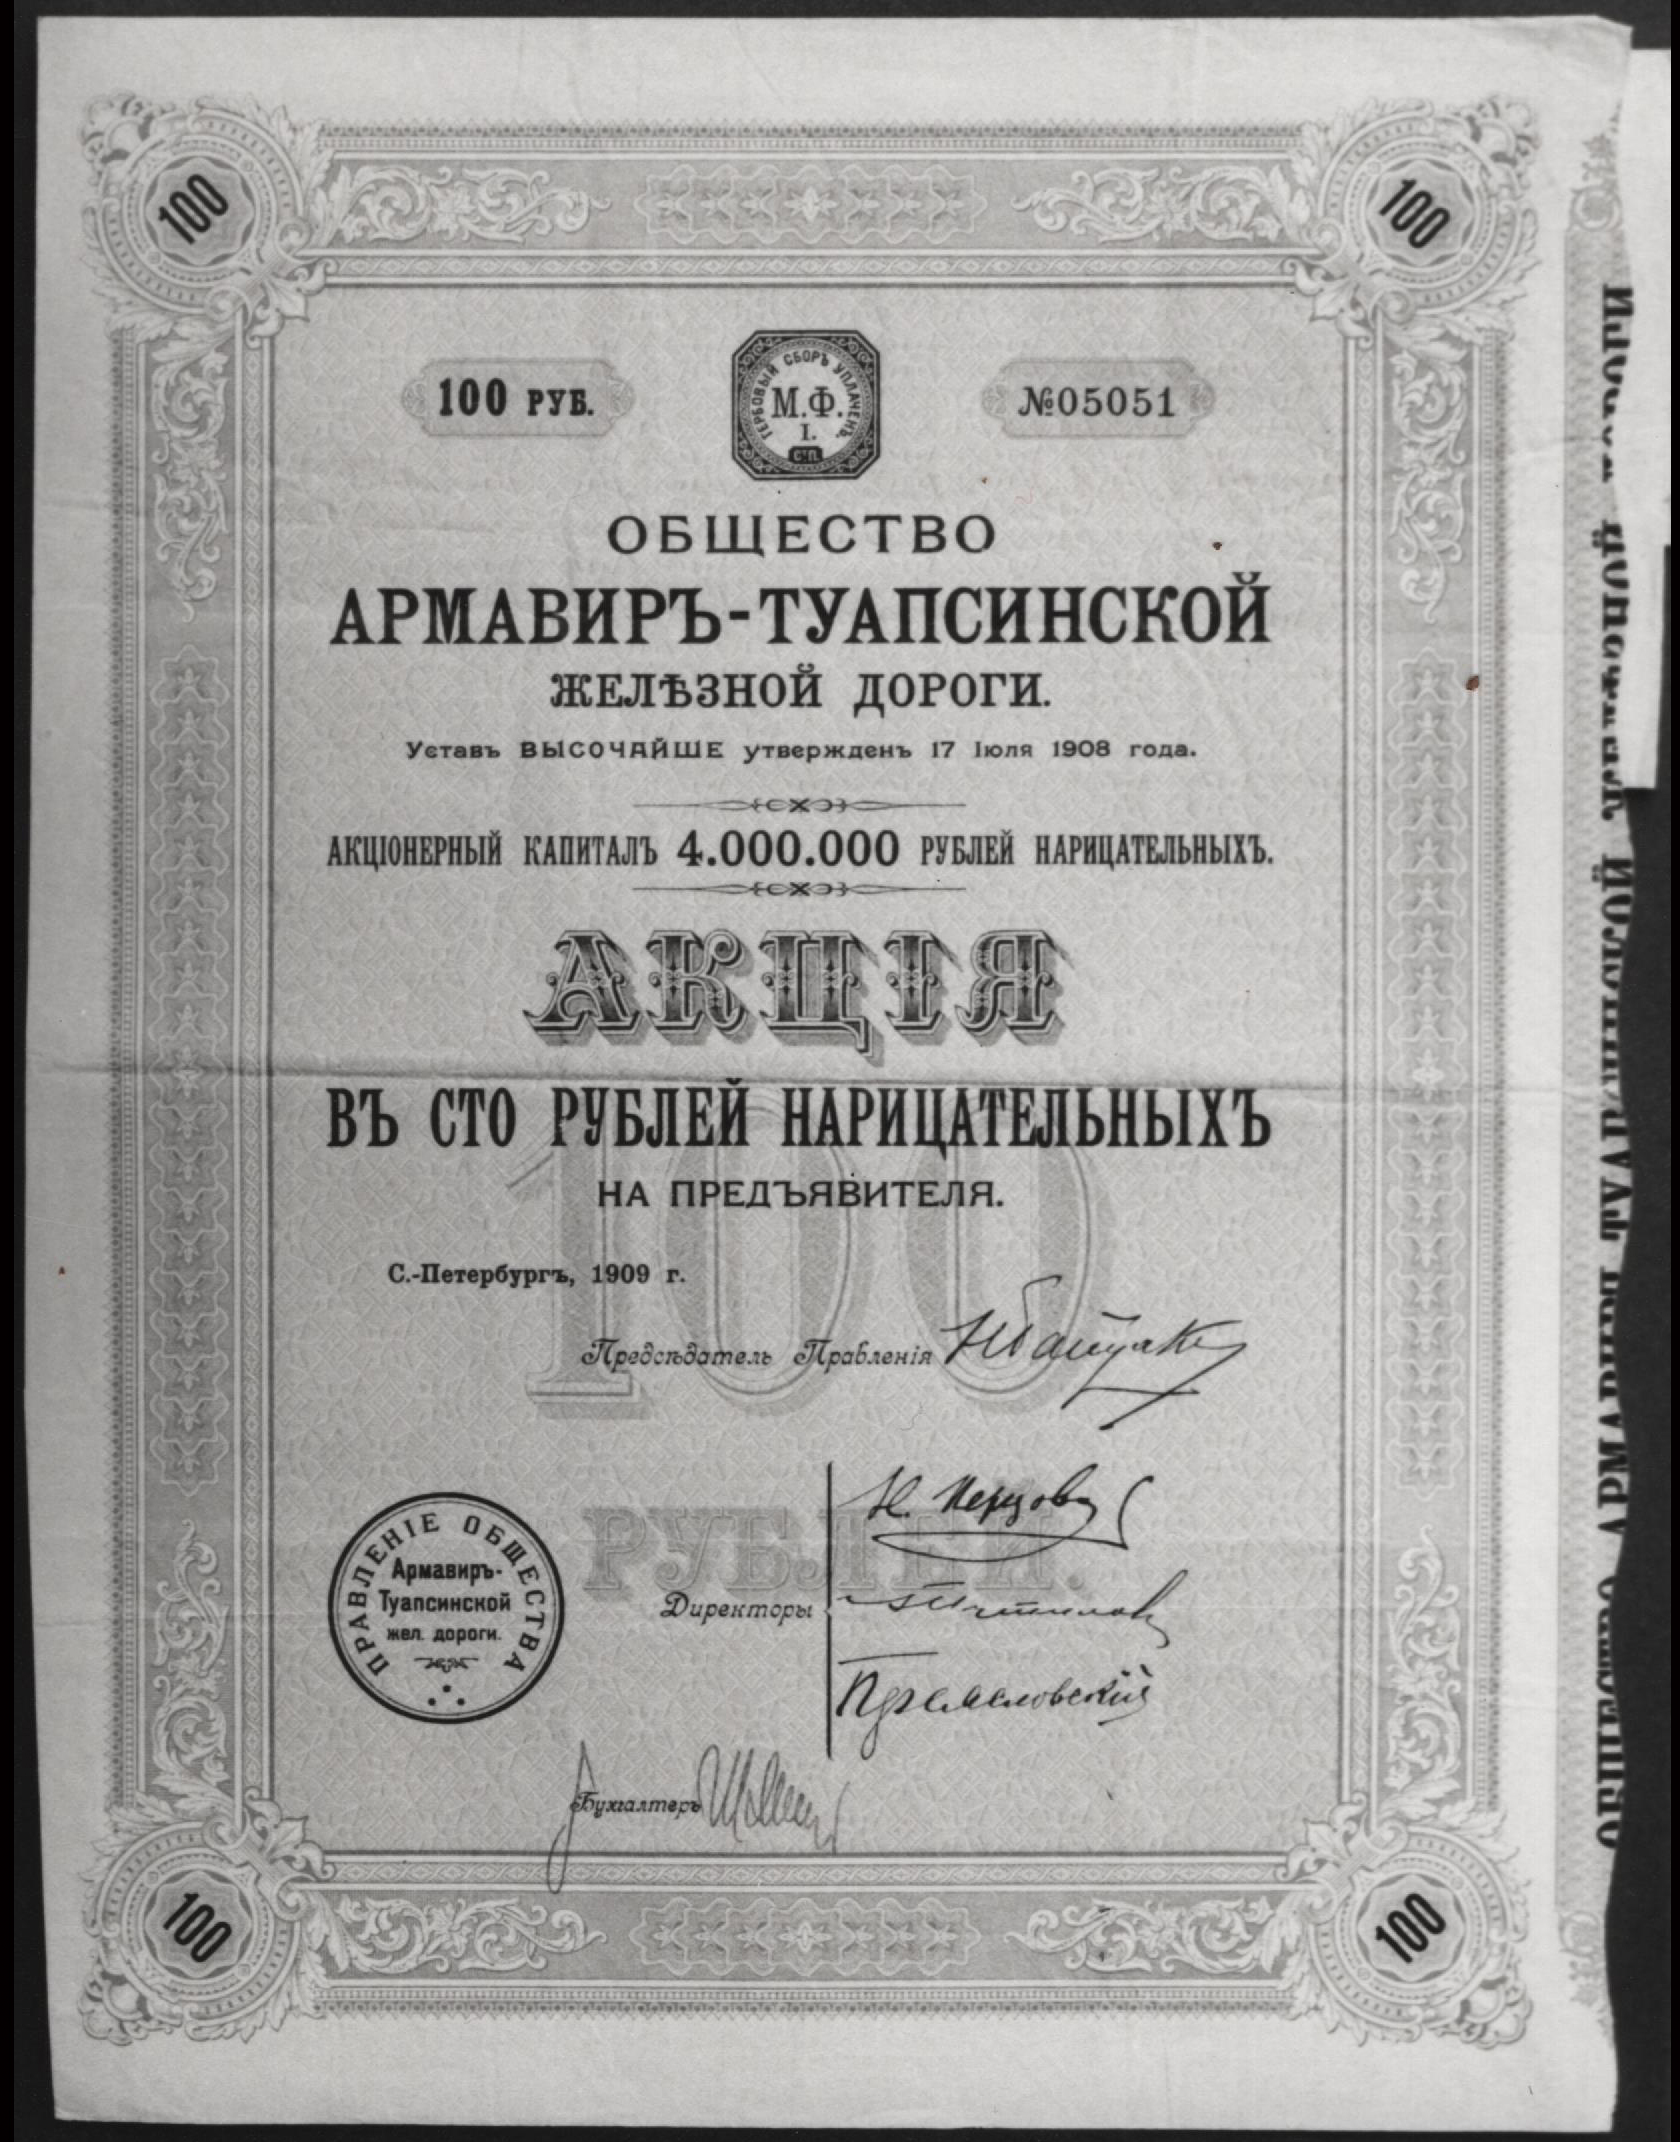 100
100
100 РУБ.
ГЕРБОВЫЙ СБОРЪ УПЛАЧЕНЪ.
М.Ф.
I.
С.П.
№05051
ОБЩЕСТВО
АРМАВИРЪ-ТУАПСИНСКОЙ
ЖЕЛѢЗНОЙ ДОРОГИ.
Уставъ ВЫСОЧАЙШЕ утвержденъ 17 Іюля 1908 года.
АКЦІОНЕРНЫЙ КАПИТАЛЪ 4.000.000 РУБЛЕЙ НАРИЦАТЕЛЬНЫХЪ.
АКЦІЯ
ВЪ СТО РУБЛЕЙ НАРИЦАТЕЛЬНЫХЪ
НА ПРЕДЪЯВИТЕЛЯ.
100
РУБЛЕЙ.
С.-Петербургъ, 1909 г.
Предсѣдатель Правленія
Н. Перцовъ
Директоры
ПРАВЛЕНІЕ ОБЩЕСТВА
Армавиръ-
Туапсинской
жел. дороги.
Бухгалтеръ
100
100
ОБЩЕСТВО АРМАВИРЪ-ТУАПСИНСКОЙ